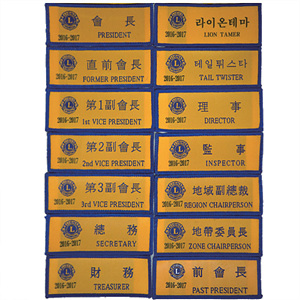 會長
2016-2017 PRESIDENT
라이온테마
2016-2017 LION TAMER
直前會長
2016-2017 PORMER PRESIDENT
테일튀스타
2016-2017 TAIL TWISTER
第1副會長
2016-2017 1st VICE PRESIDENT
理事
2016-2017 DIRECTOR
第2副會長
2016-2017 2nd VICE PRESIDENT
監事
2016-2017 INSPECTOR
第3副會長
2016-2017 3rd VICE PRESIDENT
地域副總裁
2016-2017 REGION CHAIRPERSON
總務
2016-2017 SECRETARY
地帶委員長
2016-2017 ZONE CHAIRPERSON
財務
2016-2017 TREASURER
前會長
2016-2017 PAST PRESIDENT